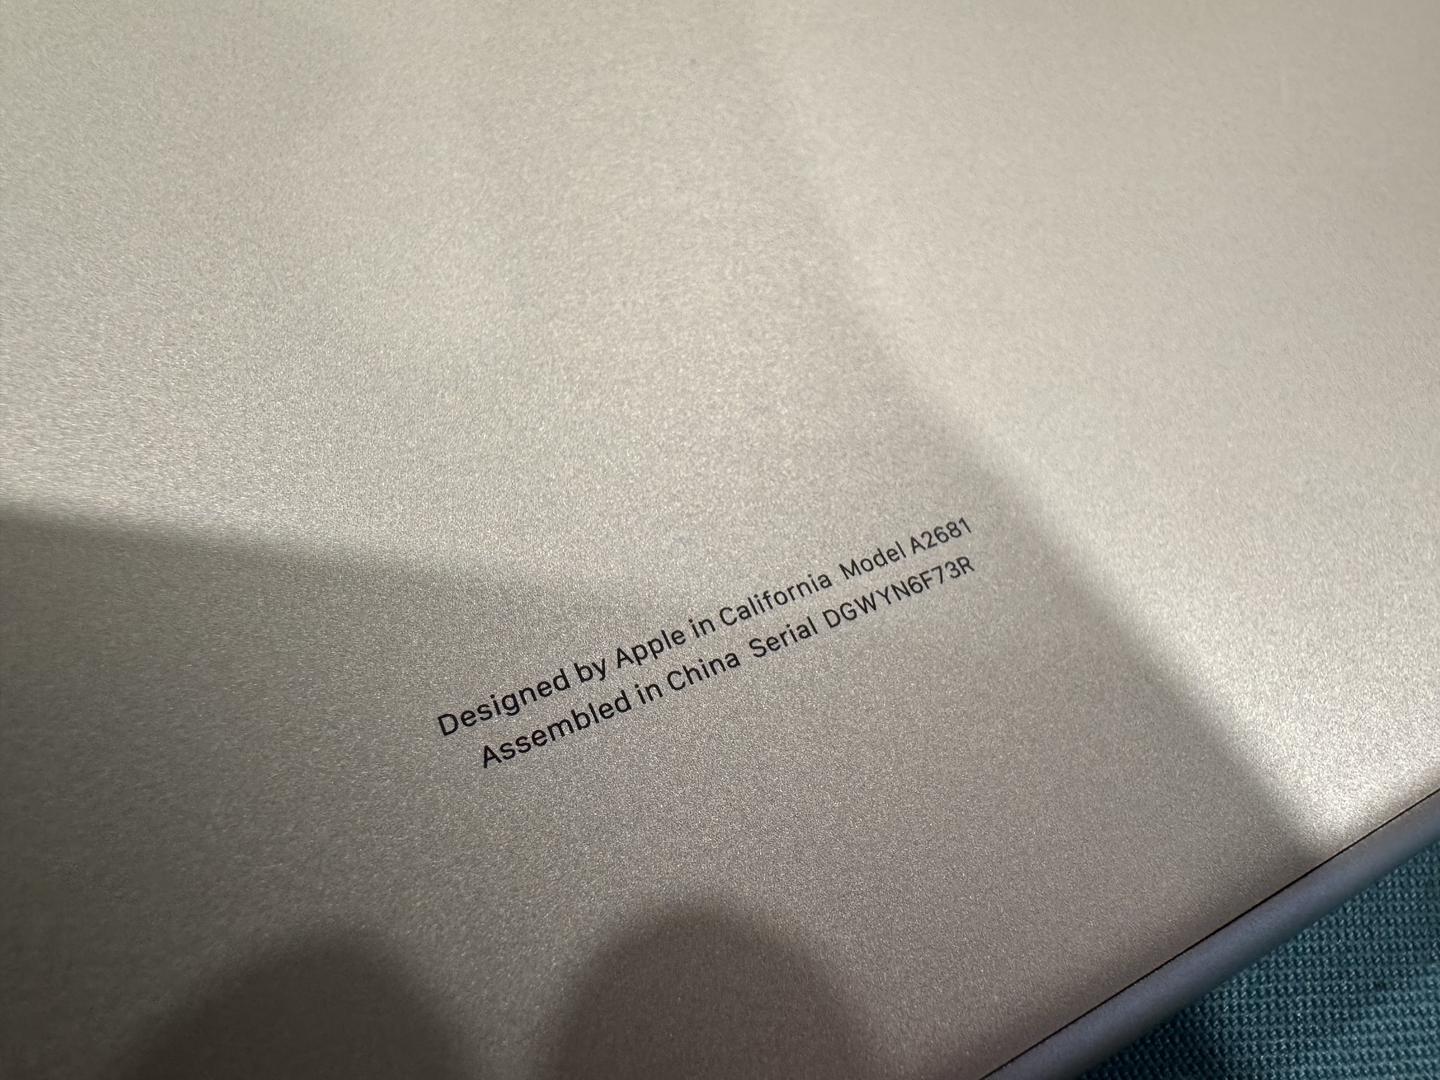 Designed by Apple in California Model A2681
Assembled in China Serial DGWYN6F73R